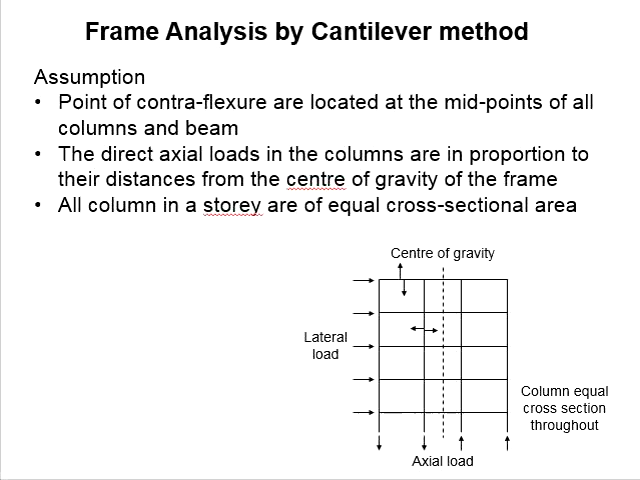 Frame Analysis by Cantilever method
Assumption
• Point of contra-flexure are located at the mid-points of all
columns and beam
• The direct axial loads in the columns are in proportion to
their distances from the centre of gravity of the frame
• All column in a storey are of equal cross-sectional area
Centre of gravity
Lateral
load
Column equal
cross section
throughout
Axial load